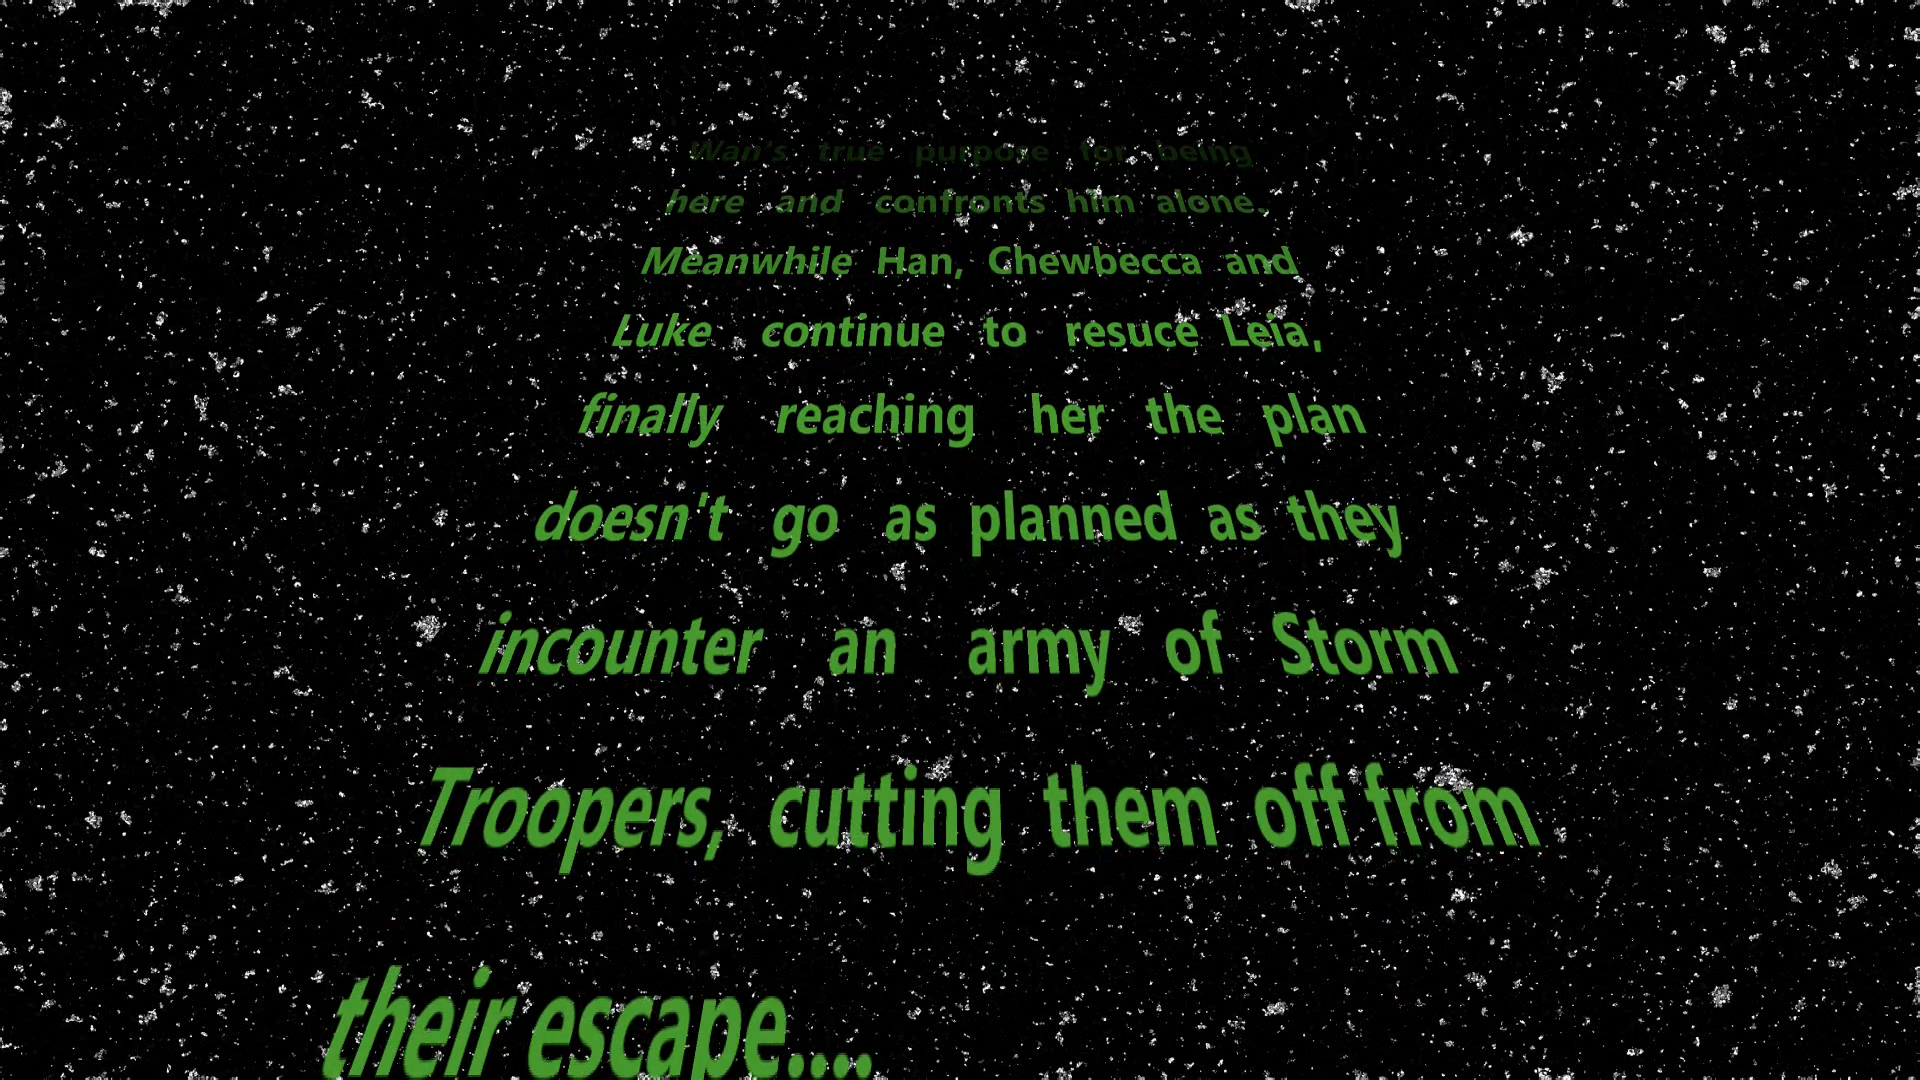 Wan's true purpose for being
here and confronts him alone.
Meanwhile Han, Chewbecca and
Luke continue to resuce Leia,
finally reaching her the plan
doesn't go as planned as they
incounter an army of Storm
Troopers, cutting them off from
their escape....